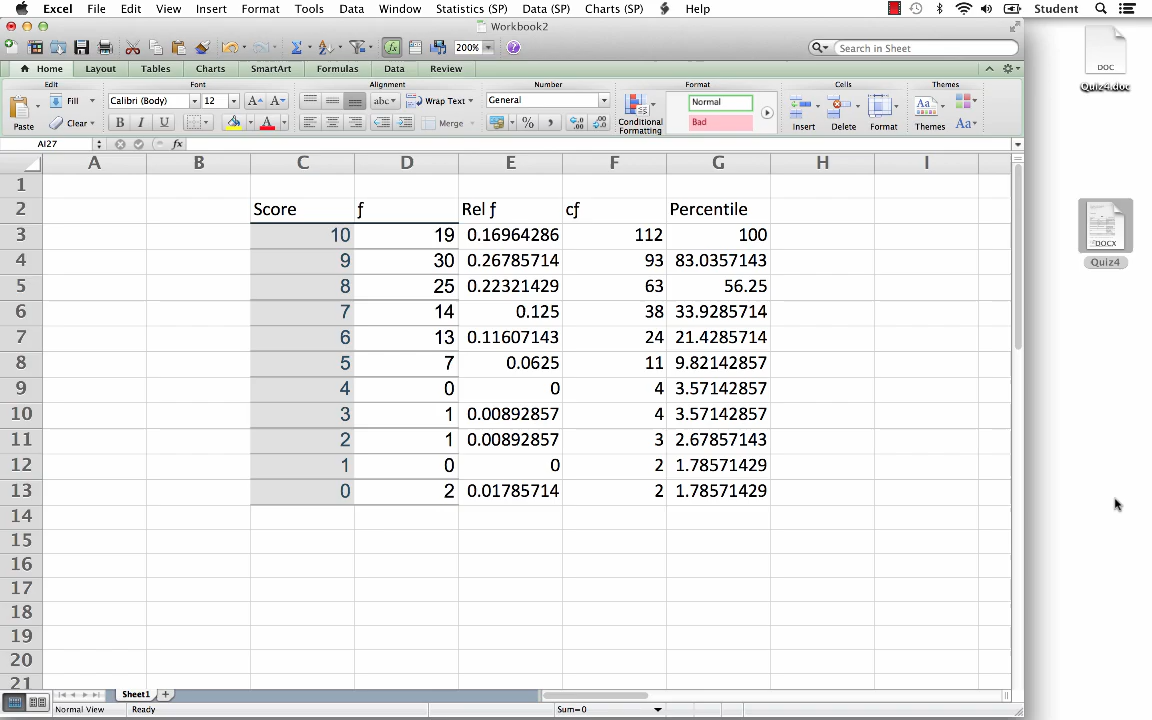 Excel File Edit View Insert Format Tools Data Window Statistics (SP) Data (SP) Charts (SP) Help Student
Workbook2
200% Search in Sheet
Home Layout Tables Charts SmartArt Formulas Data Review
Edit Font Alignment Number Format Cells Themes
Fill Calibri (Body) 12 abc Wrap Text General Normal
Paste Clear B I U A Merge % Bad Conditional Formatting Insert Delete Format Themes Aa
AI27 fx
A B C D E F G H I
1
2 Score f Rel f cf Percentile
3 10 19 0.16964286 112 100
4 9 30 0.26785714 93 83.0357143
5 8 25 0.22321429 63 56.25
6 7 14 0.125 38 33.9285714
7 6 13 0.11607143 24 21.4285714
8 5 7 0.0625 11 9.82142857
9 4 0 0 4 3.57142857
10 3 1 0.00892857 4 3.57142857
11 2 1 0.00892857 3 2.67857143
12 1 0 0 2 1.78571429
13 0 2 0.01785714 2 1.78571429
14
15
16
17
18
19
20
21
Sheet1
Normal View Ready Sum=0
DOC
Quiz4.doc
DOCX
Quiz4